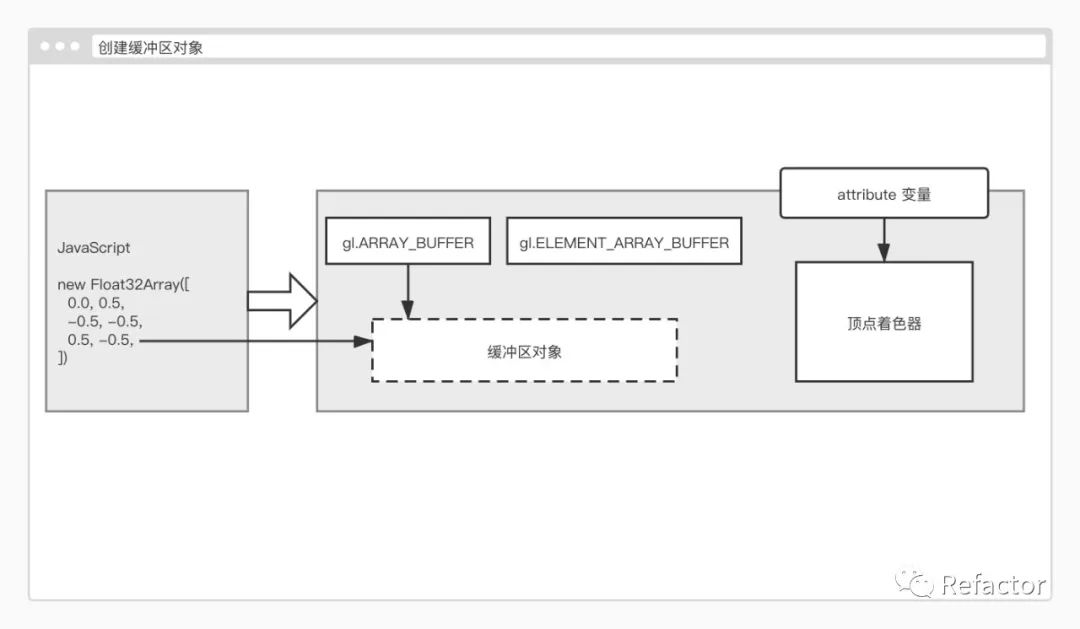 创建缓冲区对象
attribute 变量
gl.ARRAY_BUFFER
gl.ELEMENT_ARRAY_BUFFER
JavaScript
new Float32Array([
0.0, 0.5,
-0.5, -0.5,
0.5, -0.5,
])
缓冲区对象
顶点着色器
Refactor